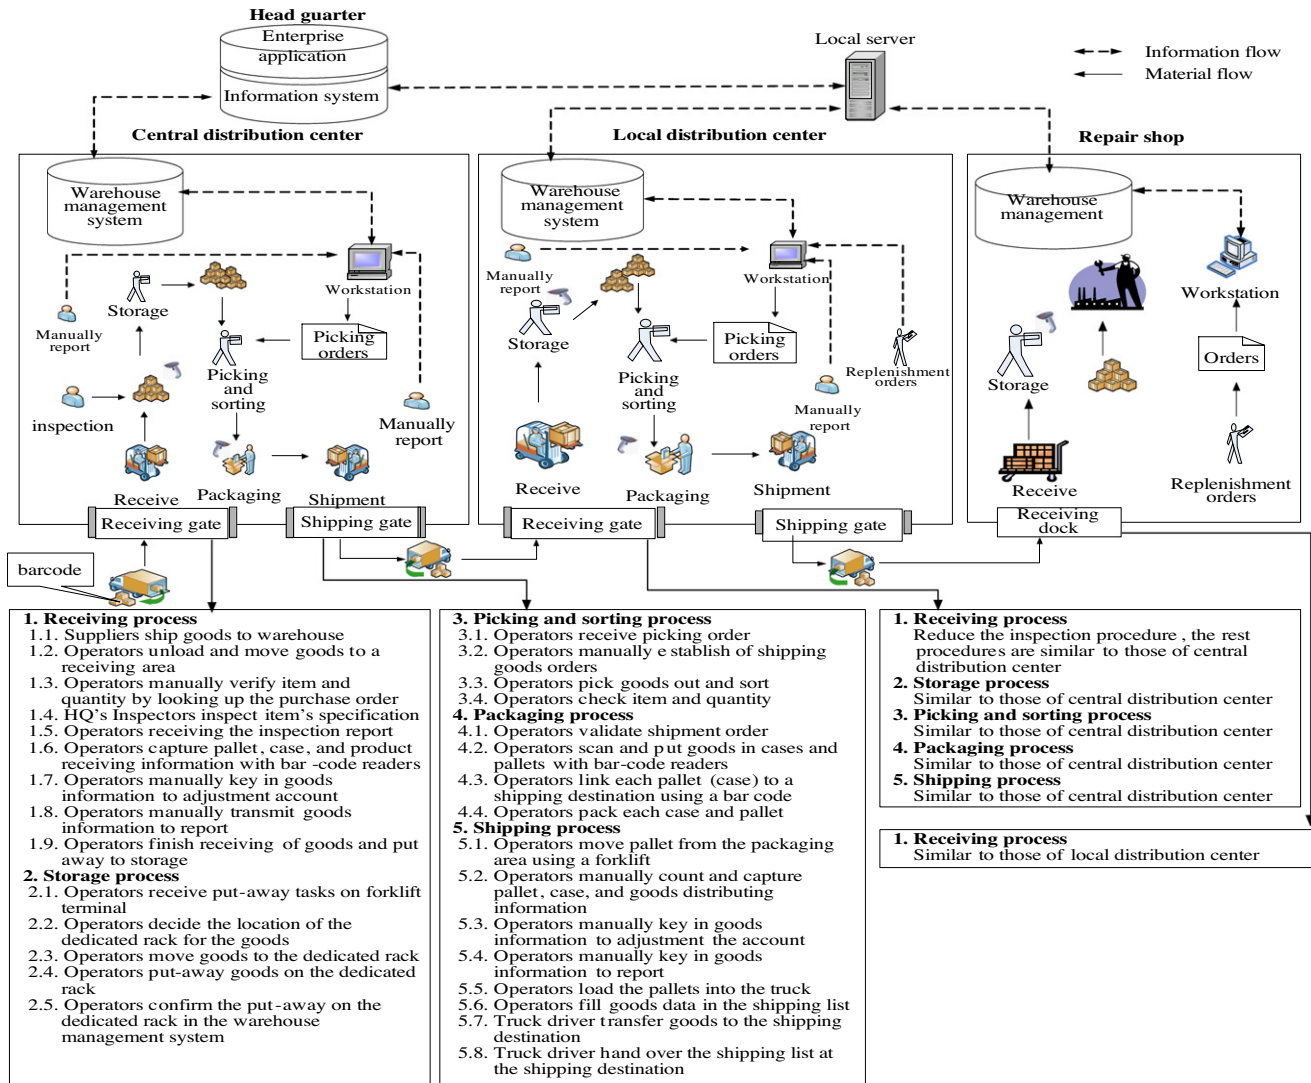 Head guarter
Enterprise
application
Information system
Local server
Information flow
Material flow
Central distribution center
Local distribution center
Repair shop
Warehouse
management
system
Workstation
Storage
Manually
report
Picking
orders
Picking
and
sorting
inspection
Manually
report
Receive
Packaging
Shipment
Receiving gate
Shipping gate
Warehouse
management
system
Manually
report
Workstation
Storage
Picking
orders
Picking
and
sorting
Replenishment
orders
Manually
report
Receive
Packaging
Shipment
Receiving gate
Shipping gate
Warehouse
management
Workstation
Storage
Orders
Receive
Replenishment
orders
Receiving
dock
barcode
1. Receiving process
1.1. Suppliers ship goods to warehouse
1.2. Operators unload and move goods to a
receiving area
1.3. Operators manually verify item and
quantity by looking up the purchase order
1.4. HQ's Inspectors inspect item's specification
1.5. Operators receiving the inspection report
1.6. Operators capture pallet, case, and product
receiving information with bar -code readers
1.7. Operators manually key in goods
information to adjustment account
1.8. Operators manually transmit goods
information to report
1.9. Operators finish receiving of goods and put
away to storage
2. Storage process
2.1. Operators receive put-away tasks on forklift
terminal
2.2. Operators decide the location of the
dedicated rack for the goods
2.3. Operators move goods to the dedicated rack
2.4. Operators put-away goods on the dedicated
rack
2.5. Operators confirm the put-away on the
dedicated rack in the warehouse
management system
3. Picking and sorting process
3.1. Operators receive picking order
3.2. Operators manually establish of shipping
goods orders
3.3. Operators pick goods out and sort
3.4. Operators check item and quantity
4. Packaging process
4.1. Operators validate shipment order
4.2. Operators scan and put goods in cases and
pallets with bar-code readers
4.3. Operators link each pallet (case) to a
shipping destination using a bar code
4.4. Operators pack each case and pallet
5. Shipping process
5.1. Operators move pallet from the packaging
area using a forklift
5.2. Operators manually count and capture
pallet, case, and goods distributing
information
5.3. Operators manually key in goods
information to adjustment the account
5.4. Operators manually key in goods
information to report
5.5. Operators load the pallets into the truck
5.6. Operators fill goods data in the shipping list
5.7. Truck driver transfer goods to the shipping
destination
5.8. Truck driver hand over the shipping list at
the shipping destination
1. Receiving process
Reduce the inspection procedure , the rest
procedures are similar to those of central
distribution center
2. Storage process
Similar to those of central distribution center
3. Picking and sorting process
Similar to those of central distribution center
4. Packaging process
Similar to those of central distribution center
5. Shipping process
Similar to those of central distribution center
1. Receiving process
Similar to those of local distribution center